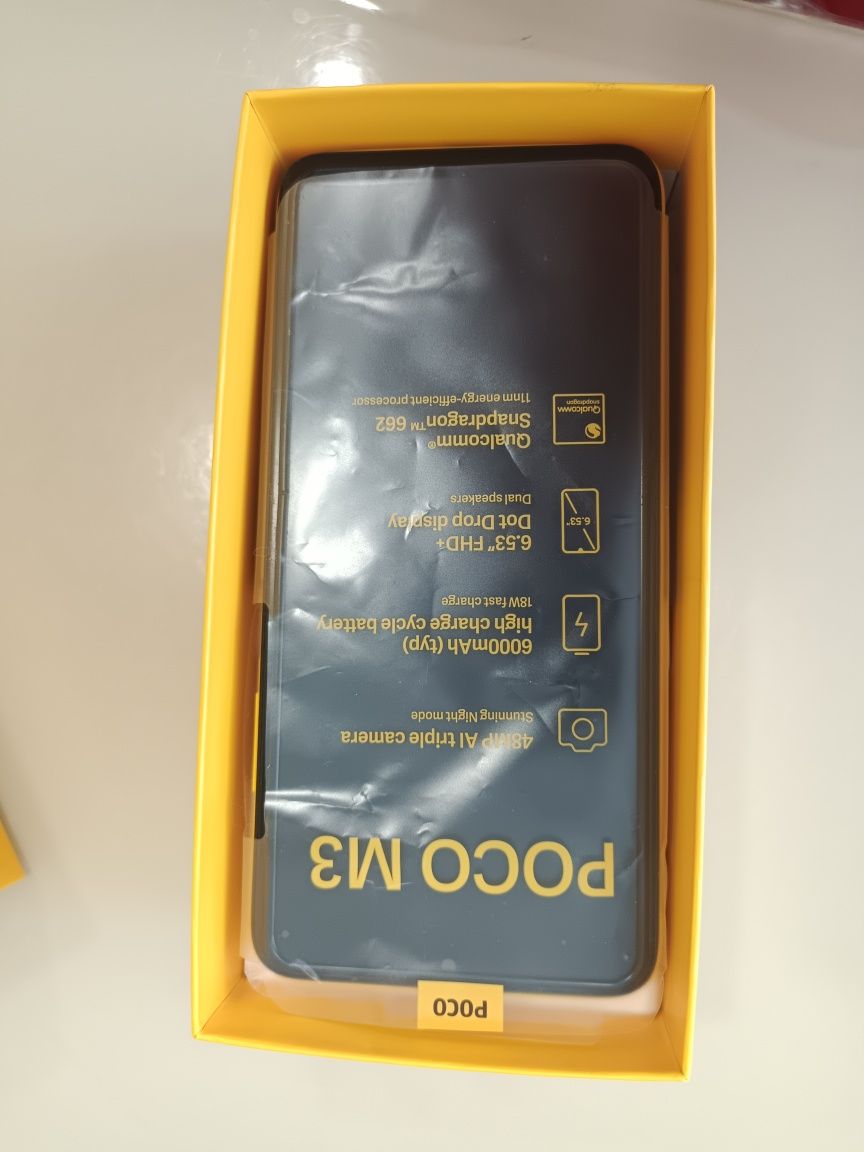 POCO
POCO M3
48MP AI triple camera
Stunning Night mode
6000mAh (typ)
high charge cycle battery
18W fast charge
6.53"
6.53" FHD+
Dot Drop display
Dual speakers
Qualcomm
snapdragon
Qualcomm®
Snapdragon™ 662
11nm energy-efficient processor